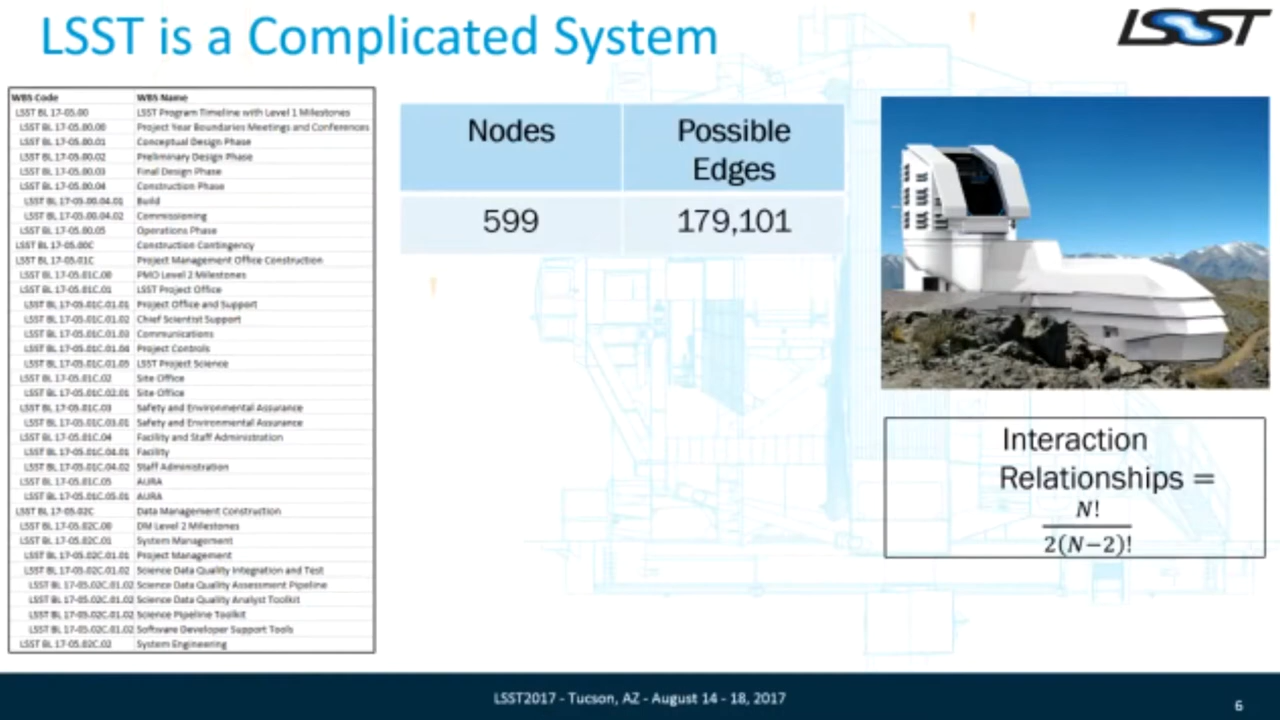 LSST is a Complicated System
LSST
WBS Code WBS Name
LSST BL 17-05.00 LSST Program Timeline with Level 1 Milestones
LSST BL 17-05.00.00 Project Year Boundaries Meetings and Conferences
LSST BL 17-05.00.01 Conceptual Design Phase
LSST BL 17-05.00.02 Preliminary Design Phase
LSST BL 17-05.00.03 Final Design Phase
LSST BL 17-05.00.04 Construction Phase
LSST BL 17-05.00.04.01 Build
LSST BL 17-05.00.04.02 Commissioning
LSST BL 17-05.00.05 Operations Phase
LSST BL 17-05.00C Construction Contingency
LSST BL 17-05.01C Project Management Office Construction
LSST BL 17-05.01C.00 PMO Level 2 Milestones
LSST BL 17-05.01C.01 LSST Project Office
LSST BL 17-05.01C.01.01 Project Office and Support
LSST BL 17-05.01C.01.02 Chief Scientist Support
LSST BL 17-05.01C.01.03 Communications
LSST BL 17-05.01C.01.04 Project Controls
LSST BL 17-05.01C.01.05 LSST Project Science
LSST BL 17-05.01C.02 Site Office
LSST BL 17-05.01C.02.01 Site Office
LSST BL 17-05.01C.03 Safety and Environmental Assurance
LSST BL 17-05.01C.03.01 Safety and Environmental Assurance
LSST BL 17-05.01C.04 Facility and Staff Administration
LSST BL 17-05.01C.04.01 Facility
LSST BL 17-05.01C.04.02 Staff Administration
LSST BL 17-05.01C.05 AURA
LSST BL 17-05.01C.05.01 AURA
LSST BL 17-05.02C Data Management Construction
LSST BL 17-05.02C.00 DM Level 2 Milestones
LSST BL 17-05.02C.01 System Management
LSST BL 17-05.02C.01.01 Project Management
LSST BL 17-05.02C.01.02 Science Data Quality Integration and Test
LSST BL 17-05.02C.01.02 Science Data Quality Assessment Pipeline
LSST BL 17-05.02C.01.02 Science Data Quality Analyst Toolkit
LSST BL 17-05.02C.01.02 Science Pipeline Toolkit
LSST BL 17-05.02C.01.02 Software Developer Support Tools
LSST BL 17-05.02C.02 System Engineering
Nodes Possible
Edges
599 179,101
Interaction
Relationships =
N!
2(N−2)!
LSST2017 - Tucson, AZ - August 14 - 18, 2017
6